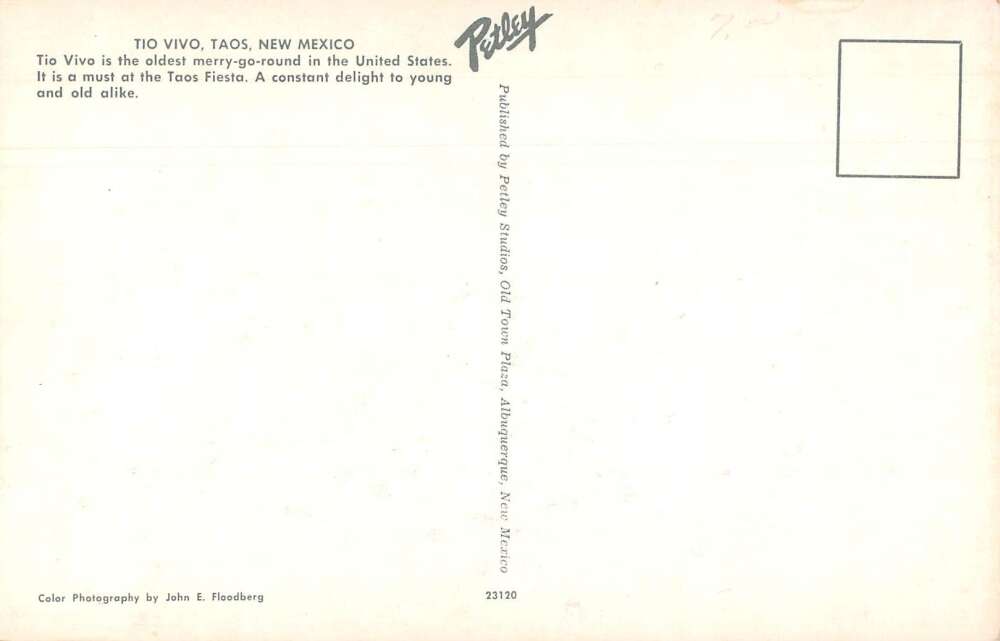 TIO VIVO, TAOS, NEW MEXICO
Tio Vivo is the oldest merry-go-round in the United States.
It is a must at the Taos Fiesta. A constant delight to young
and old alike.
Petley
Published by Petley Studios, Old Town Plaza, Albuquerque, New Mexico
Color Photography by John E. Floodberg
23120